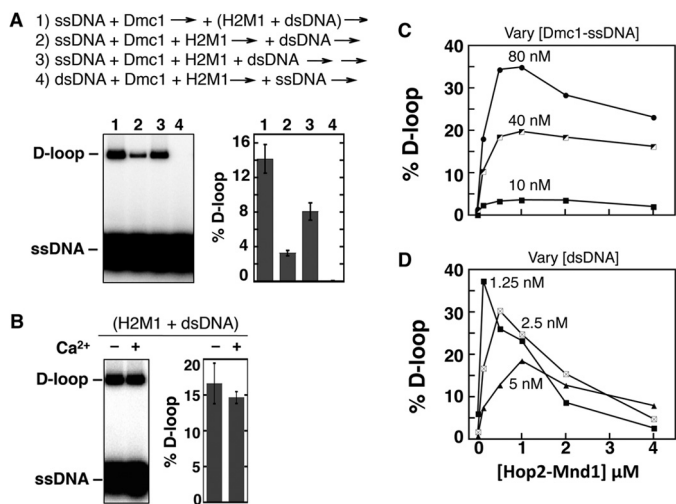 A
1) ssDNA + Dmc1 → + (H2M1 + dsDNA) →
2) ssDNA + Dmc1 + H2M1 → + dsDNA →
3) ssDNA + Dmc1 + H2M1 + dsDNA → →
4) dsDNA + Dmc1 + H2M1 → + ssDNA →
1 2 3 4
D-loop –
ssDNA –
% D-loop
16
12
8
4
0
1 2 3 4
B
(H2M1 + dsDNA)
Ca²⁺ – +
D-loop –
ssDNA –
% D-loop
20
15
10
5
0
– +
C
Vary [Dmc1-ssDNA]
% D-loop
40
30
20
10
0
80 nM
40 nM
10 nM
D
Vary [dsDNA]
% D-loop
40
30
20
10
0
1.25 nM
2.5 nM
5 nM
0 1 2 3 4
[Hop2-Mnd1] μM